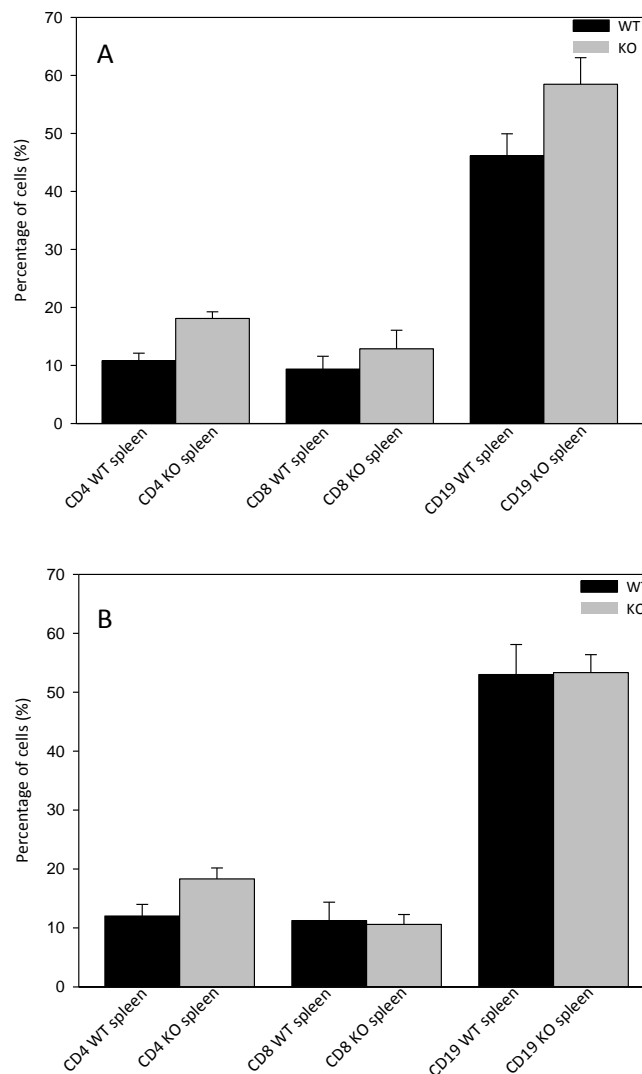 70
WT
A
KO
60
50
40
30
20
10
0
Percentage of cells (%)
CD4 WT spleen
CD4 KO spleen
CD8 WT spleen
CD8 KO spleen
CD19 WT spleen
CD19 KO spleen
70
WT
B
KO
60
50
40
30
20
10
0
Percentage of cells (%)
CD4 WT spleen
CD4 KO spleen
CD8 WT spleen
CD8 KO spleen
CD19 WT spleen
CD19 KO spleen